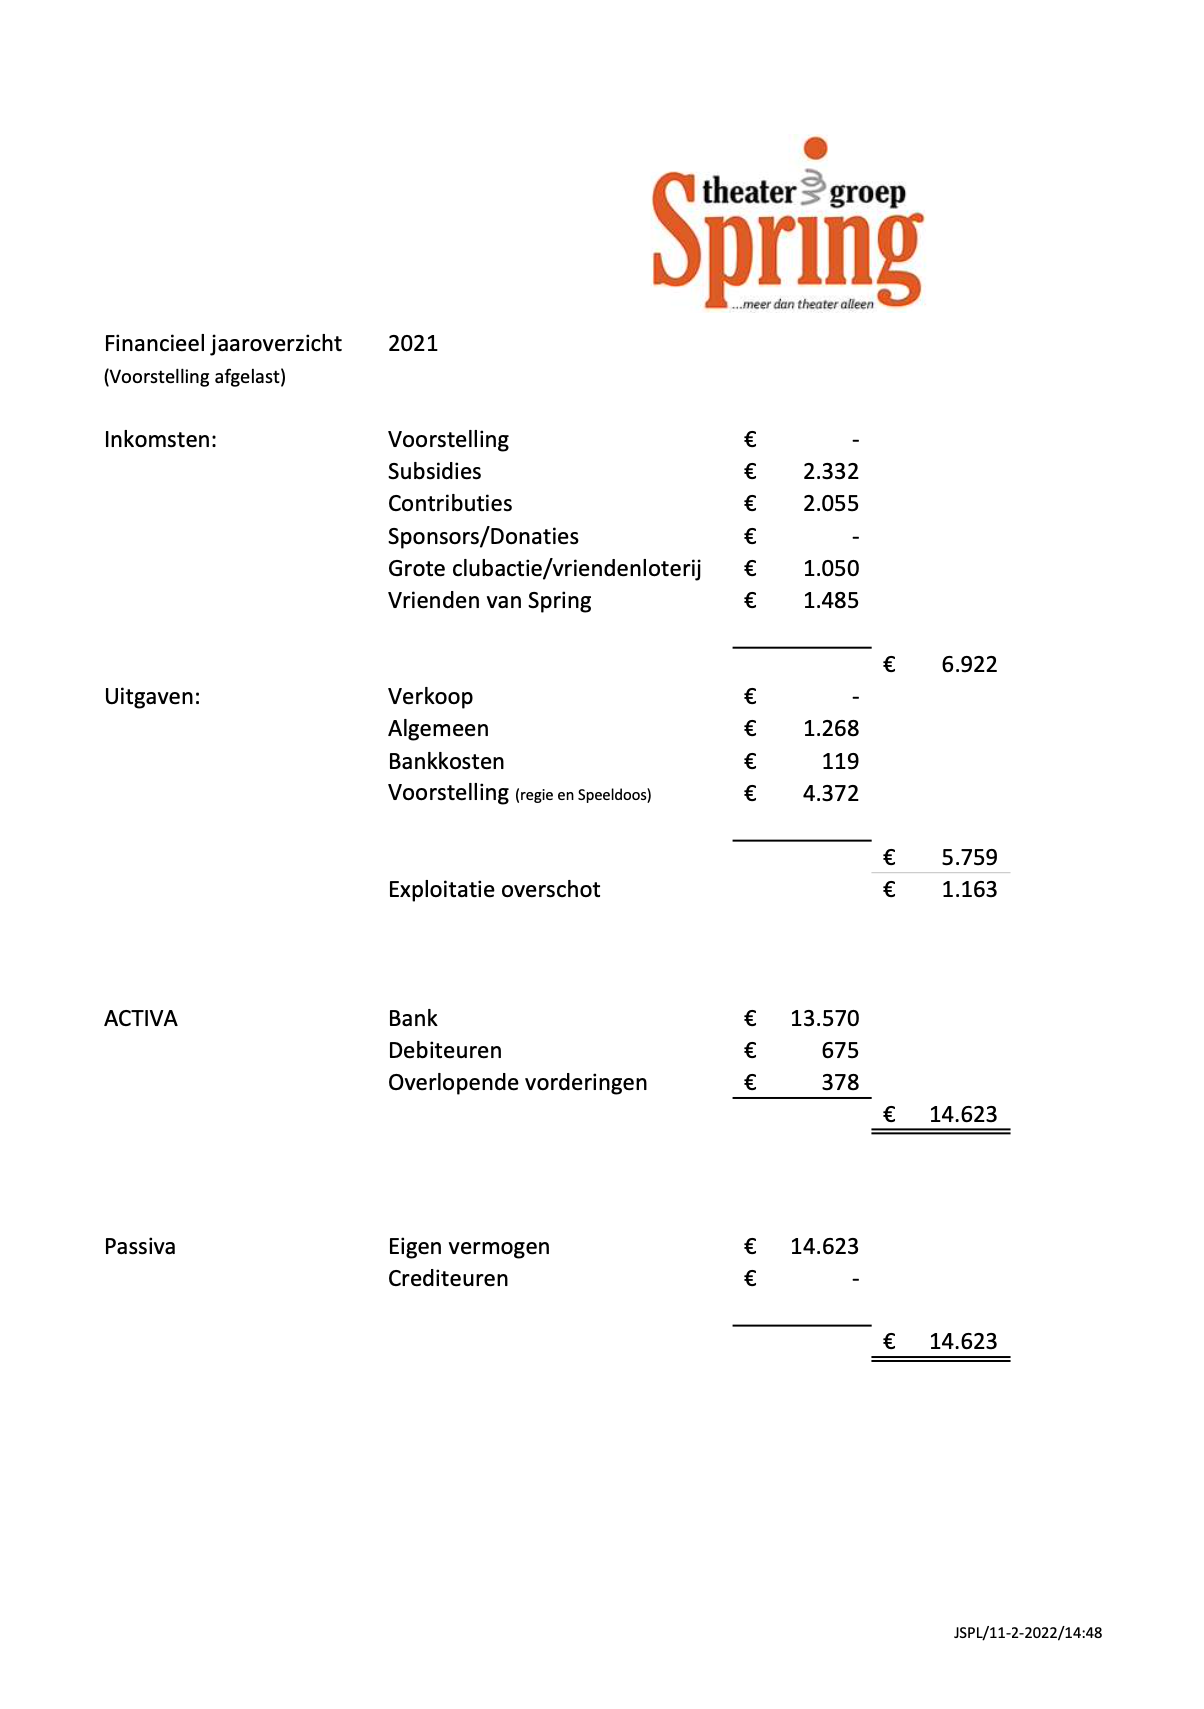 theater groep
Spring
...meer dan theater alleen
Financieel jaaroverzicht 2021
(Voorstelling afgelast)
Inkomsten: Voorstelling € -
Subsidies € 2.332
Contributies € 2.055
Sponsors/Donaties € -
Grote clubactie/vriendenloterij € 1.050
Vrienden van Spring € 1.485
€ 6.922
Uitgaven: Verkoop € -
Algemeen € 1.268
Bankkosten € 119
Voorstelling (regie en Speeldoos) € 4.372
€ 5.759
Exploitatie overschot € 1.163
ACTIVA Bank € 13.570
Debiteuren € 675
Overlopende vorderingen € 378
€ 14.623
Passiva Eigen vermogen € 14.623
Crediteuren € -
€ 14.623
JSPL/11-2-2022/14:48